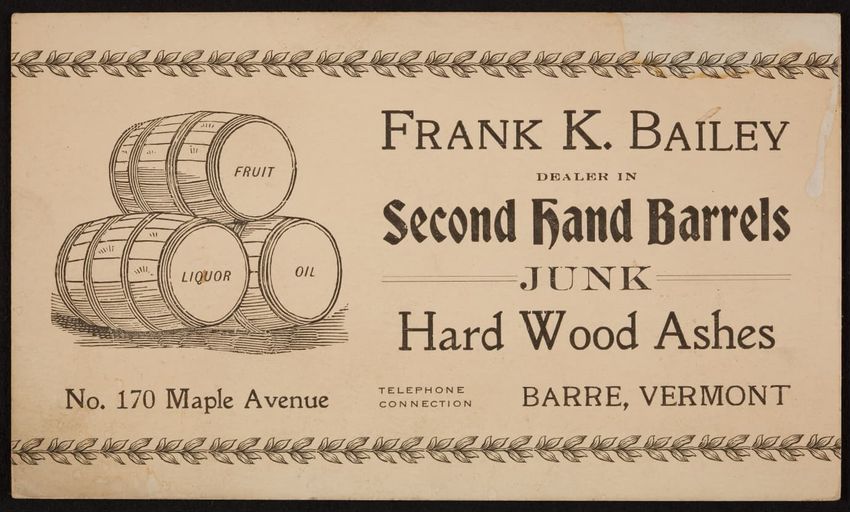 FRUIT
LIQUOR
OIL
FRANK K. BAILEY
DEALER IN
Second Hand Barrels
JUNK
Hard Wood Ashes
No. 170 Maple Avenue
TELEPHONE
CONNECTION
BARRE, VERMONT